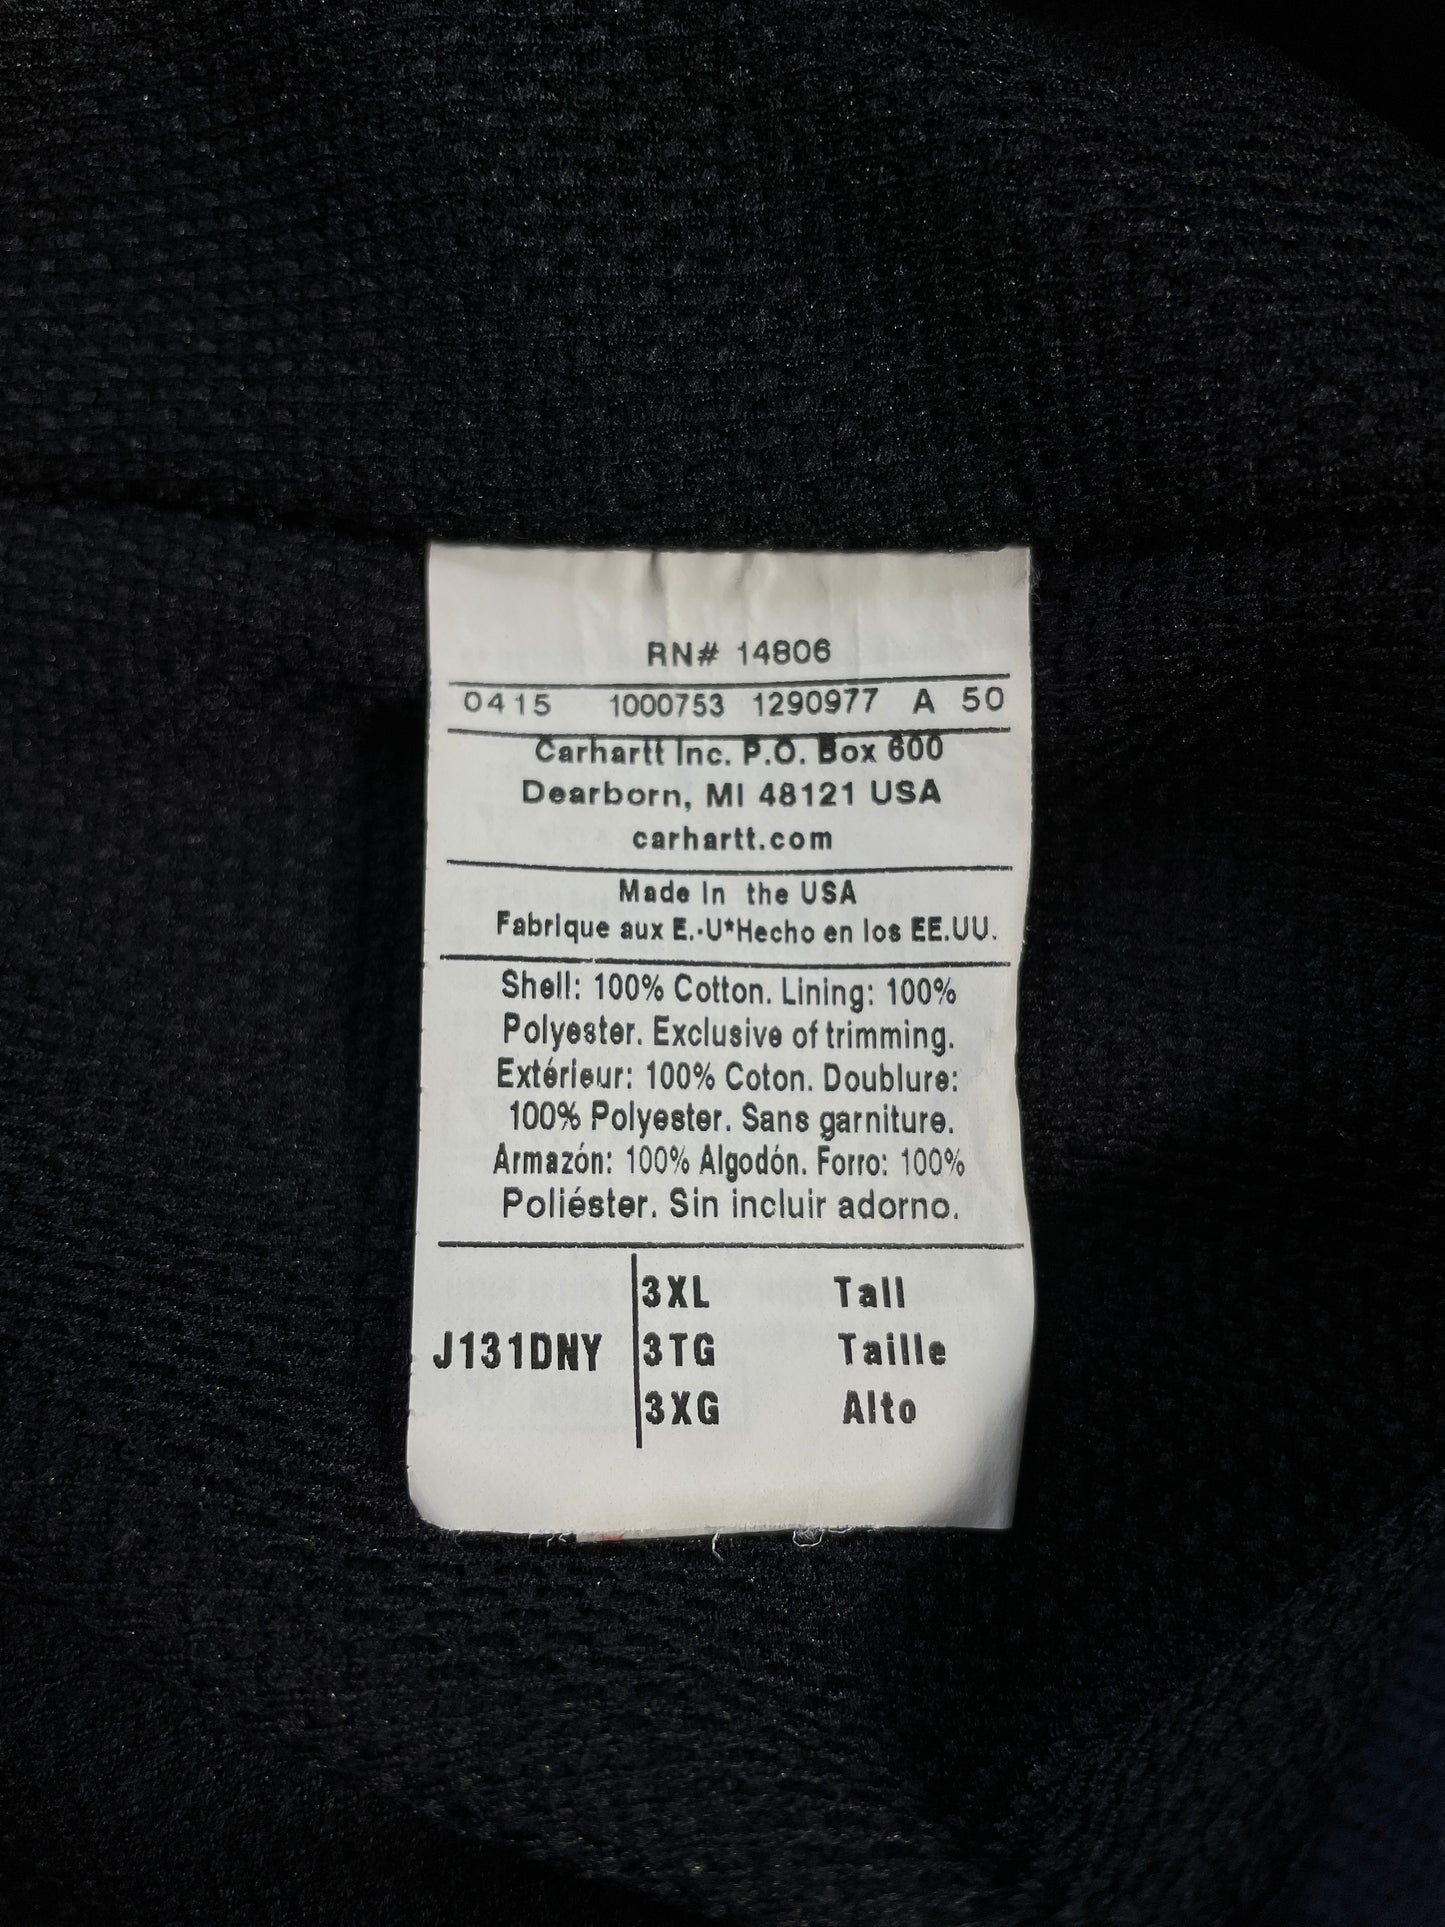 RN# 14806
0415 1000753 1290977 A 50
Carhartt Inc. P.O. Box 600
Dearborn, MI 48121 USA
carhartt.com
Made In the USA
Fabrique aux E.-U*Hecho en los EE.UU.
Shell: 100% Cotton. Lining: 100%
Polyester. Exclusive of trimming.
Extérieur: 100% Coton. Doublure:
100% Polyester. Sans garniture.
Armazón: 100% Algodón. Forro: 100%
Poliéster. Sin incluir adorno.
3XL Tall
J131DNY 3TG Taille
3XG Alto